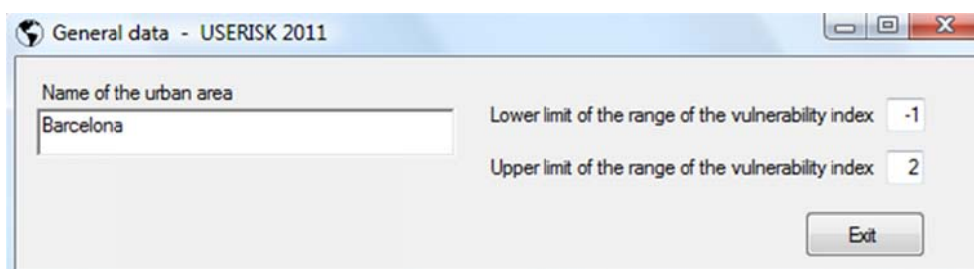 General data - USERISK 2011
Name of the urban area
Barcelona
Lower limit of the range of the vulnerability index -1
Upper limit of the range of the vulnerability index 2
Exit